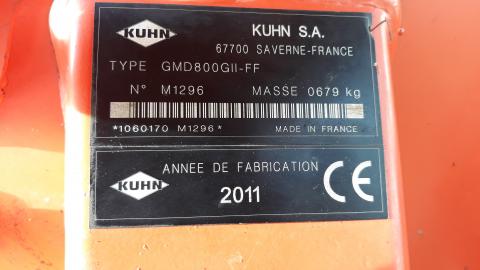 KUHN
KUHN S.A.
67700 SAVERNE-FRANCE
TYPE GMD800GII-FF
N° M1296 MASSE 0679 kg
*1060170 M1296* MADE IN FRANCE
KUHN
ANNEE DE FABRICATION
2011
CE